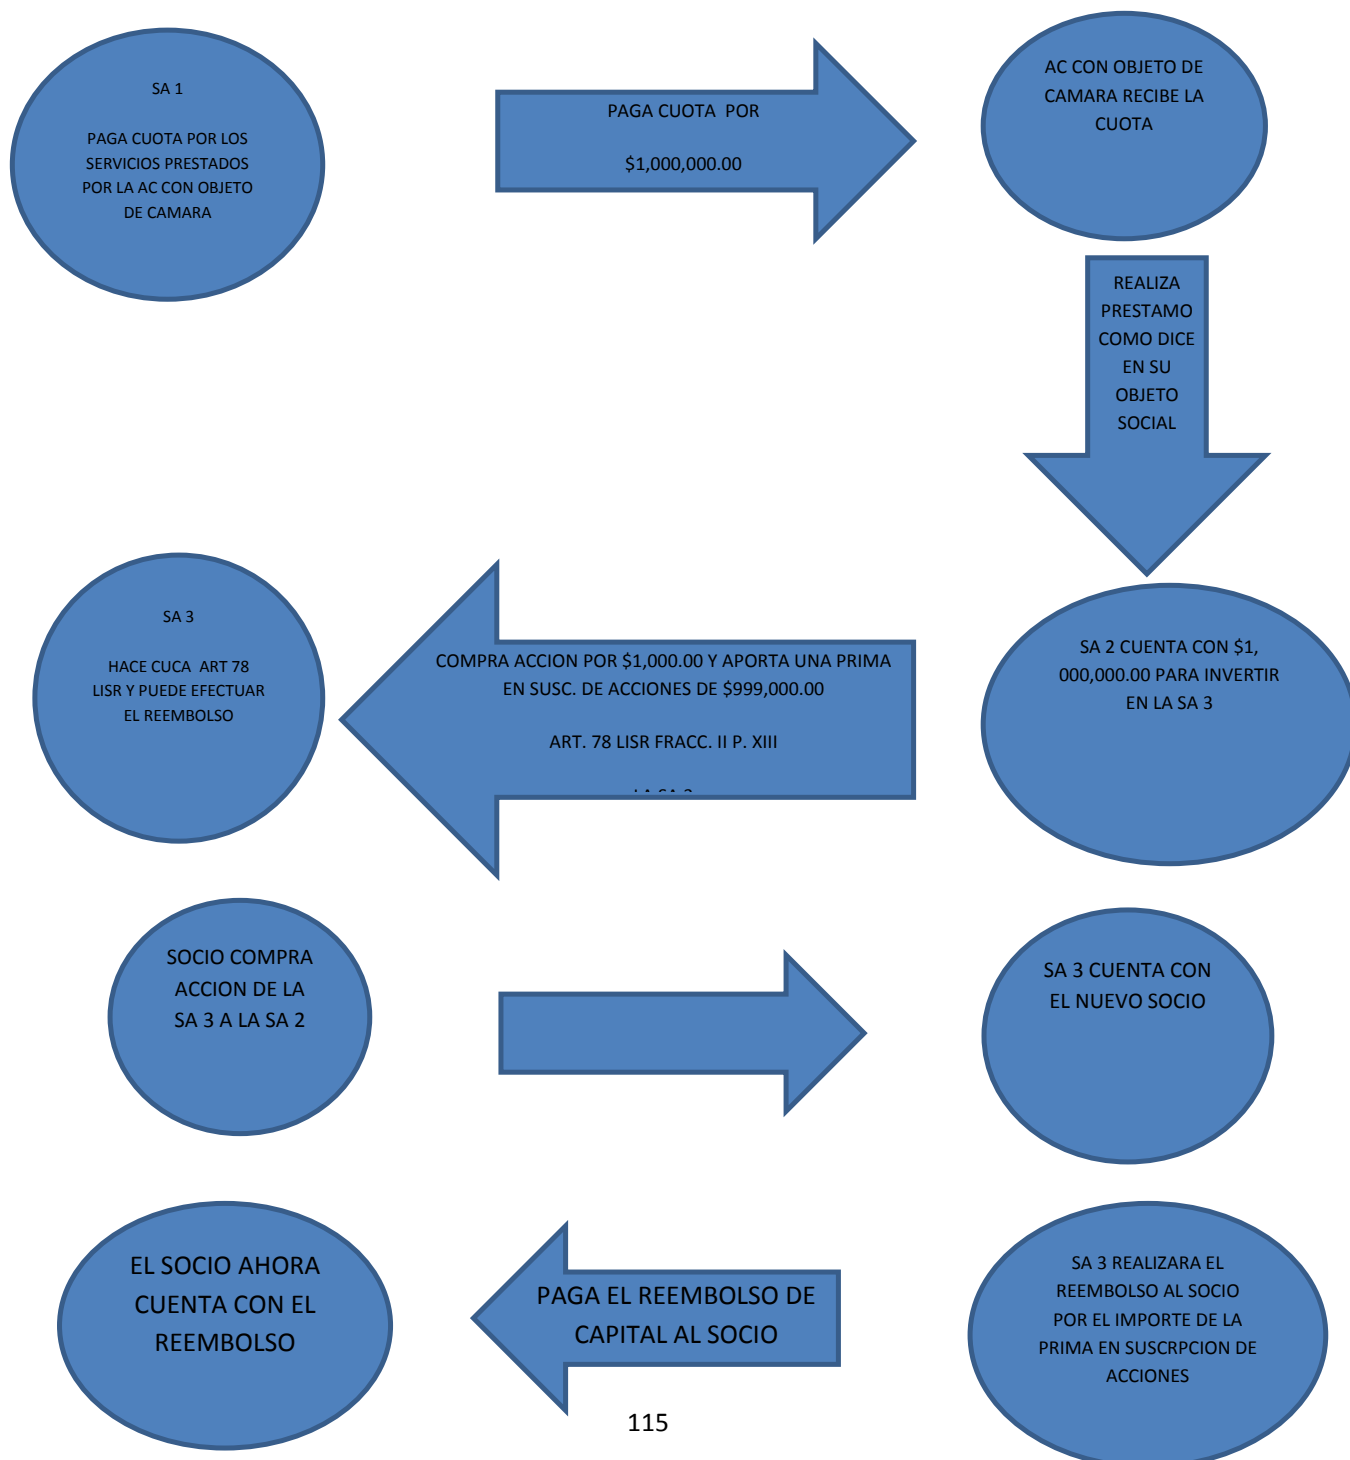 SA 1
PAGA CUOTA POR LOS
SERVICIOS PRESTADOS
POR LA AC CON OBJETO
DE CAMARA
PAGA CUOTA POR
$1,000,000.00
AC CON OBJETO DE
CAMARA RECIBE LA
CUOTA
REALIZA
PRESTAMO
COMO DICE
EN SU
OBJETO
SOCIAL
SA 3
HACE CUCA ART 78
LISR Y PUEDE EFECTUAR
EL REEMBOLSO
COMPRA ACCION POR $1,000.00 Y APORTA UNA PRIMA
EN SUSC. DE ACCIONES DE $999,000.00
ART. 78 LISR FRACC. II P. XIII
SA 2 CUENTA CON $1,
000,000.00 PARA INVERTIR
EN LA SA 3
SOCIO COMPRA
ACCION DE LA
SA 3 A LA SA 2
SA 3 CUENTA CON
EL NUEVO SOCIO
EL SOCIO AHORA
CUENTA CON EL
REEMBOLSO
PAGA EL REEMBOLSO DE
CAPITAL AL SOCIO
SA 3 REALIZARA EL
REEMBOLSO AL SOCIO
POR EL IMPORTE DE LA
PRIMA EN SUSCRPCION DE
ACCIONES
115